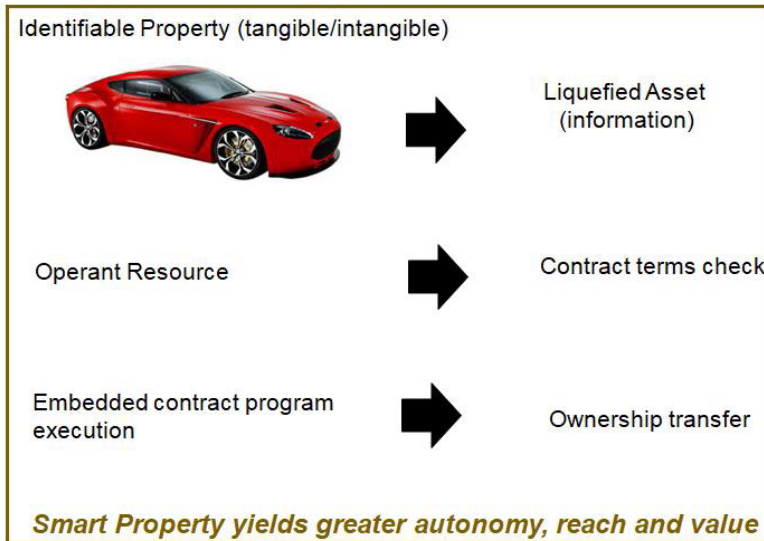 Identifiable Property (tangible/intangible)
Liquefied Asset
(information)
Operant Resource
Contract terms check
Embedded contract program
execution
Ownership transfer
Smart Property yields greater autonomy, reach and value